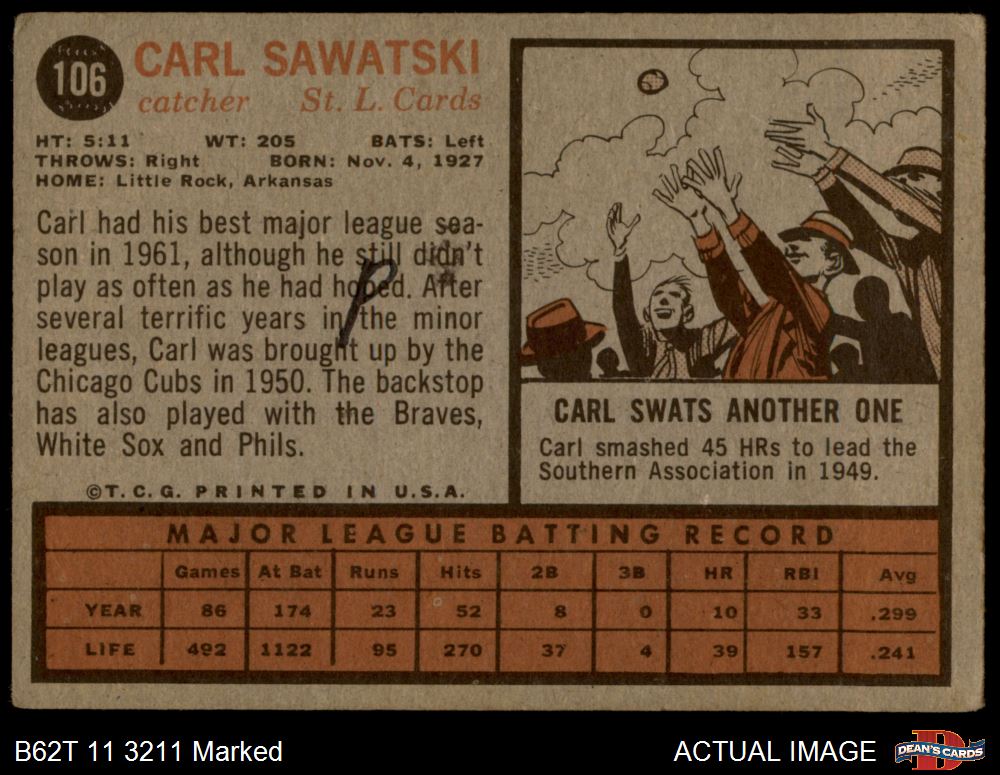 106
CARL SAWATSKI
catcher St. L. Cards
HT: 5:11 WT: 205 BATS: Left
THROWS: Right BORN: Nov. 4, 1927
HOME: Little Rock, Arkansas
Carl had his best major league sea-
son in 1961, although he still didn't
play as often as he had hoped. After
several terrific years in the minor
leagues, Carl was brought up by the
Chicago Cubs in 1950. The backstop
has also played with the Braves,
White Sox and Phils.
©T.C.G. PRINTED IN U.S.A.
P
CARL SWATS ANOTHER ONE
Carl smashed 45 HRs to lead the
Southern Association in 1949.
MAJOR LEAGUE BATTING RECORD
Games At Bat Runs Hits 2B 3B HR RBI Avg
YEAR 86 174 23 52 8 0 10 33 .299
LIFE 492 1122 95 270 37 4 39 157 .241
B62T 11 3211 Marked
ACTUAL IMAGE
D
DEAN'S CARDS